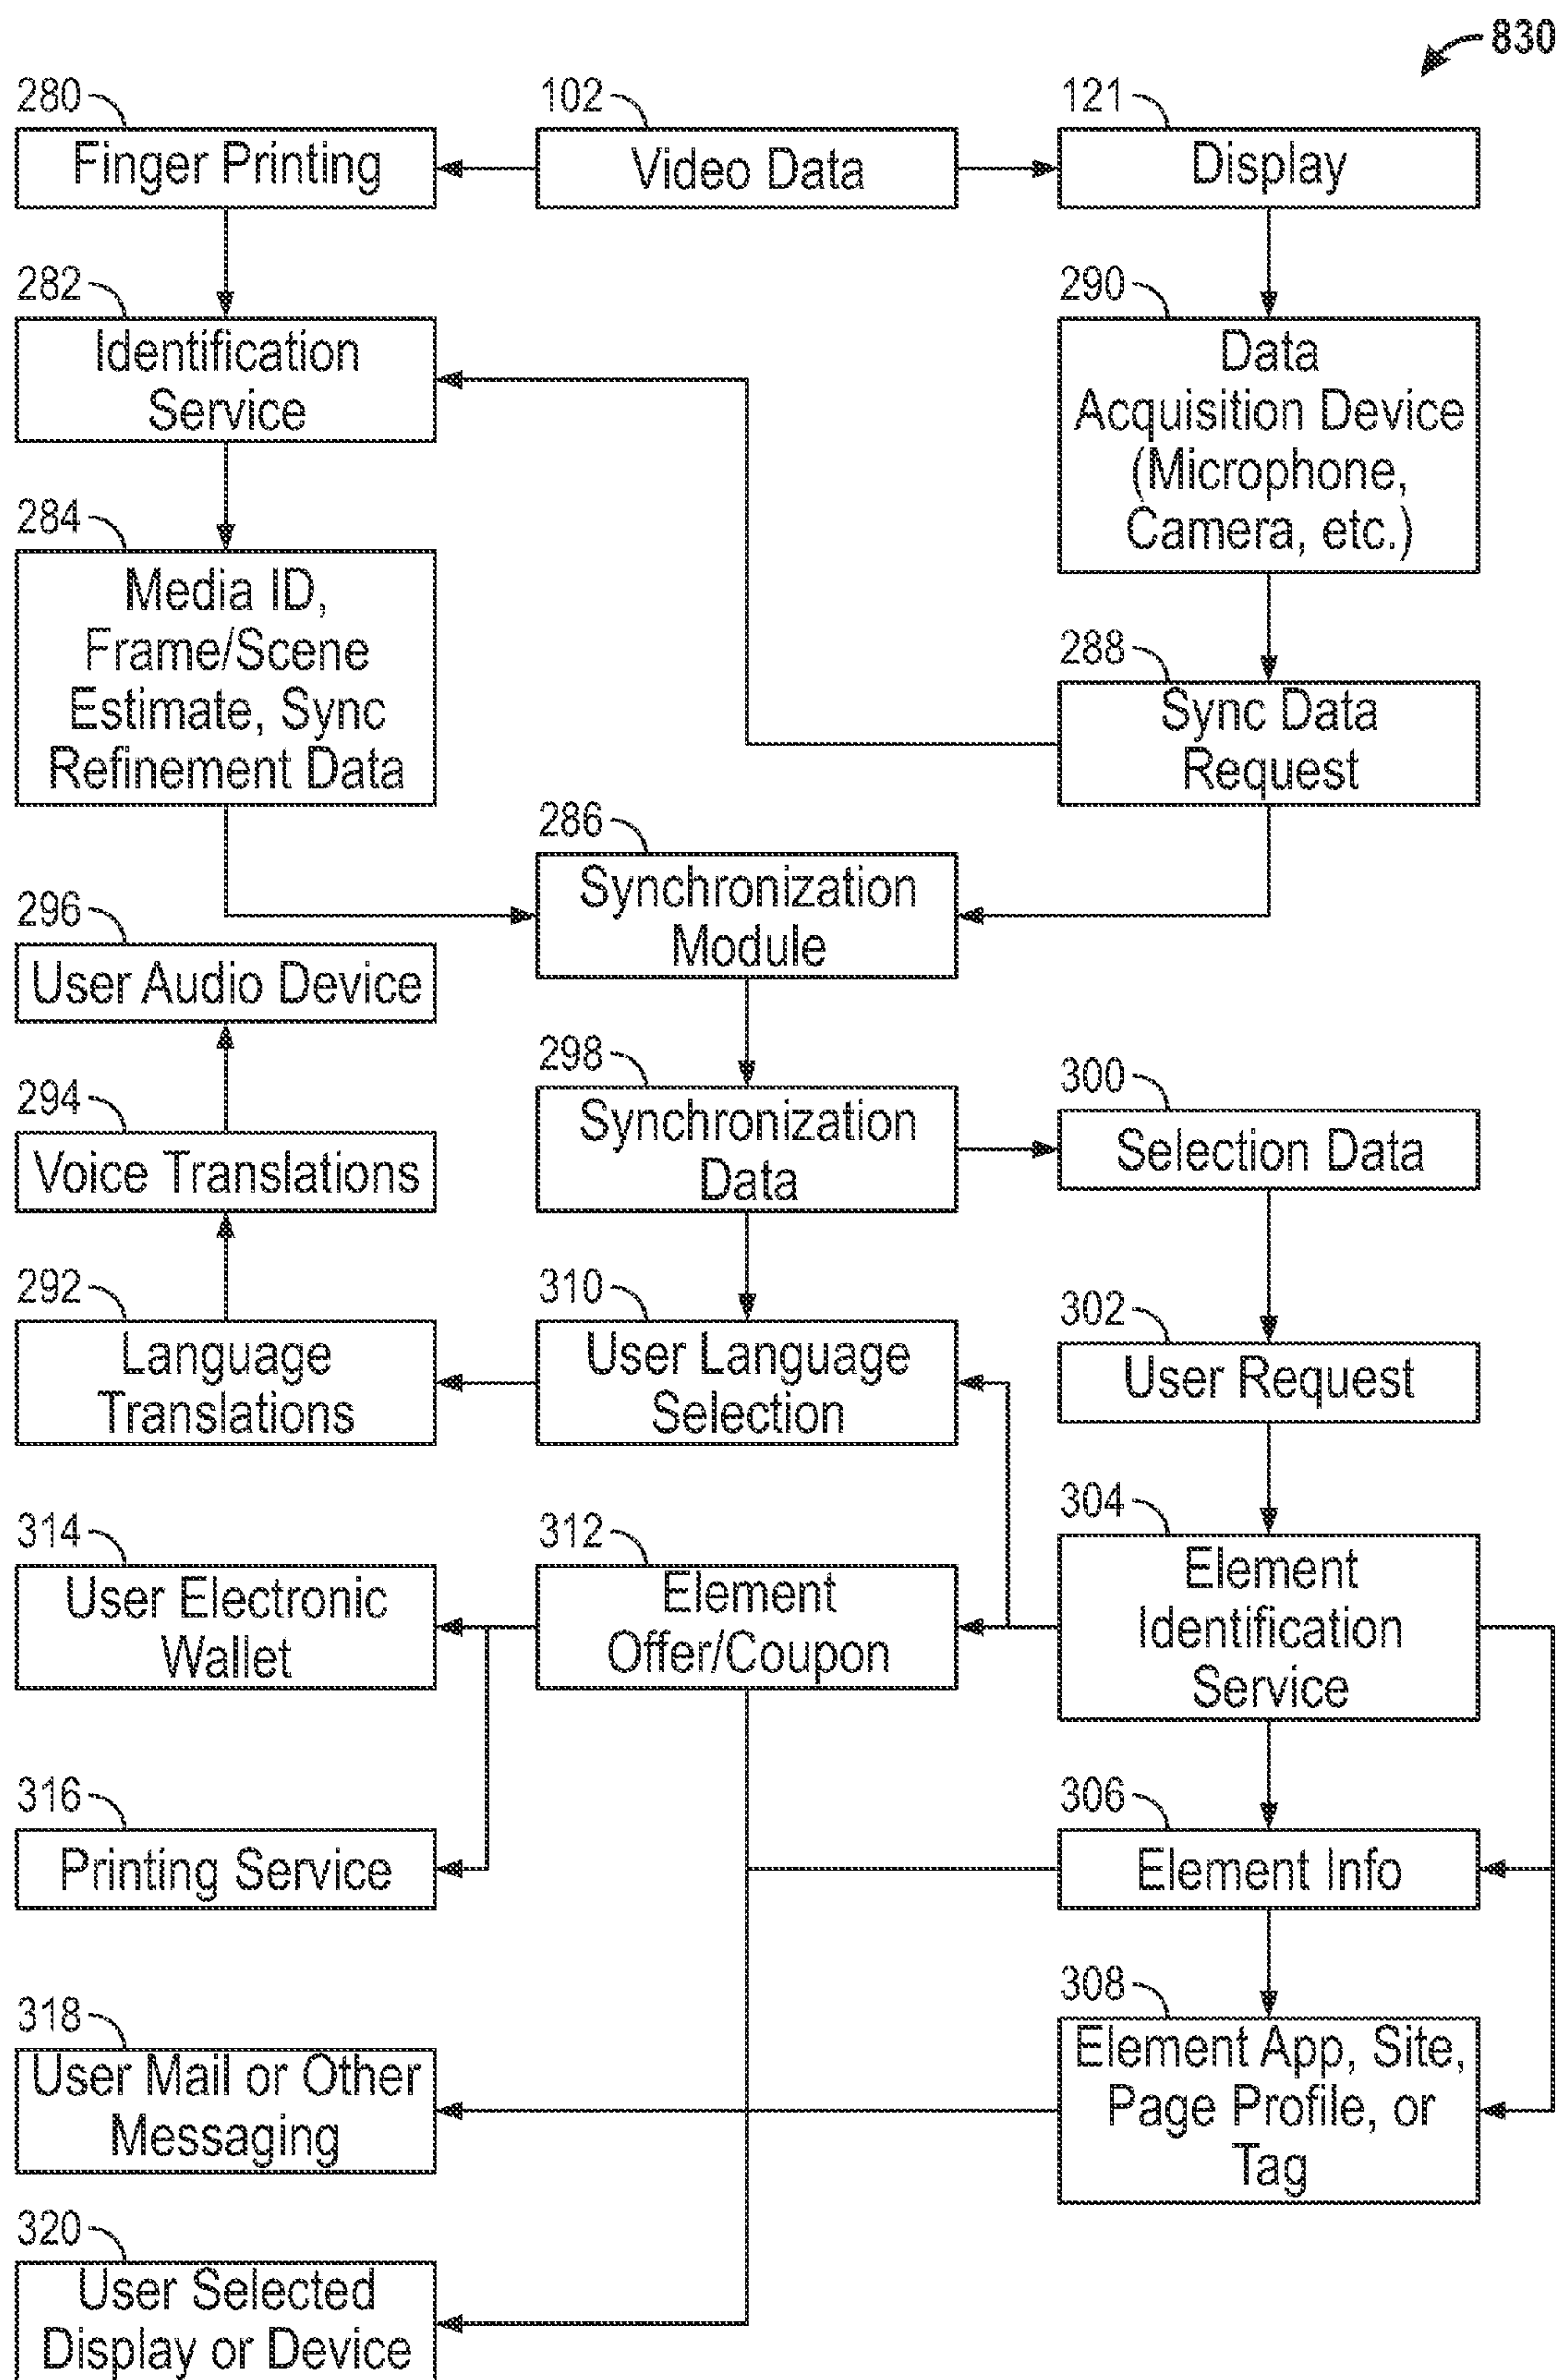 830
280
Finger Printing
102
Video Data
121
Display
282
Identification
Service
290
Data
Acquisition Device
(Microphone,
Camera, etc.)
284
Media ID,
Frame/Scene
Estimate, Sync
Refinement Data
288
Sync Data
Request
286
Synchronization
Module
296
User Audio Device
298
Synchronization
Data
300
Selection Data
294
Voice Translations
292
Language
Translations
310
User Language
Selection
302
User Request
304
Element
Identification
Service
314
User Electronic
Wallet
312
Element
Offer/Coupon
316
Printing Service
306
Element Info
318
User Mail or Other
Messaging
308
Element App, Site,
Page Profile, or
Tag
320
User Selected
Display or Device